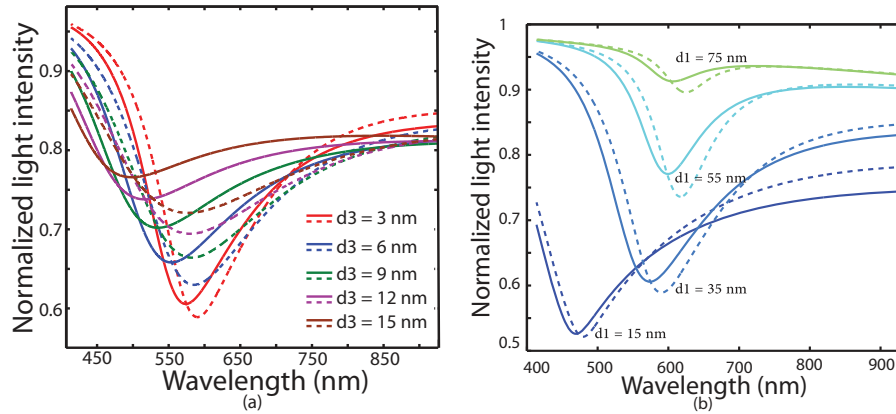 Normalized light intensity
0.9
0.8
0.7
0.6
d3 = 3 nm
d3 = 6 nm
d3 = 9 nm
d3 = 12 nm
d3 = 15 nm
450 550 650 750 850
Wavelength (nm)
(a)
Normalized light intensity
1
0.9
0.8
0.7
0.6
0.5
d1 = 75 nm
d1 = 55 nm
d1 = 35 nm
d1 = 15 nm
400 500 600 700 800 900
Wavelength (nm)
(b)